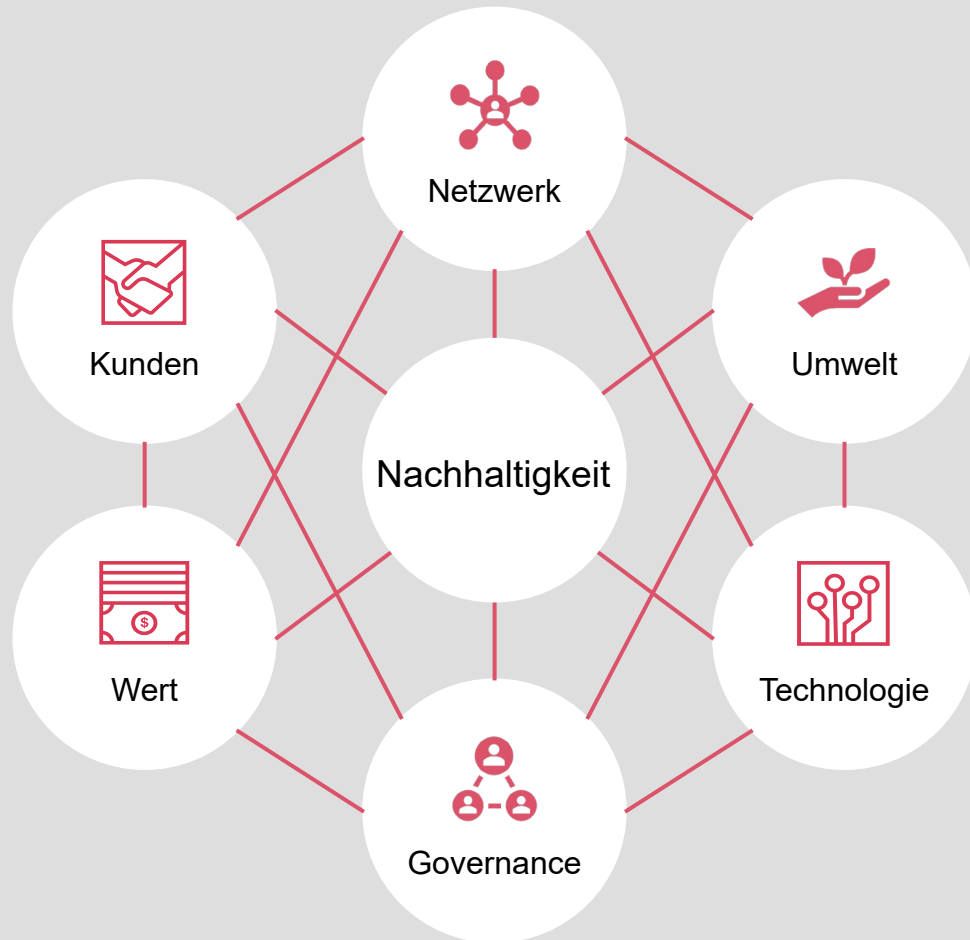 Netzwerk
Kunden
Umwelt
Nachhaltigkeit
$
Wert
Technologie
Governance